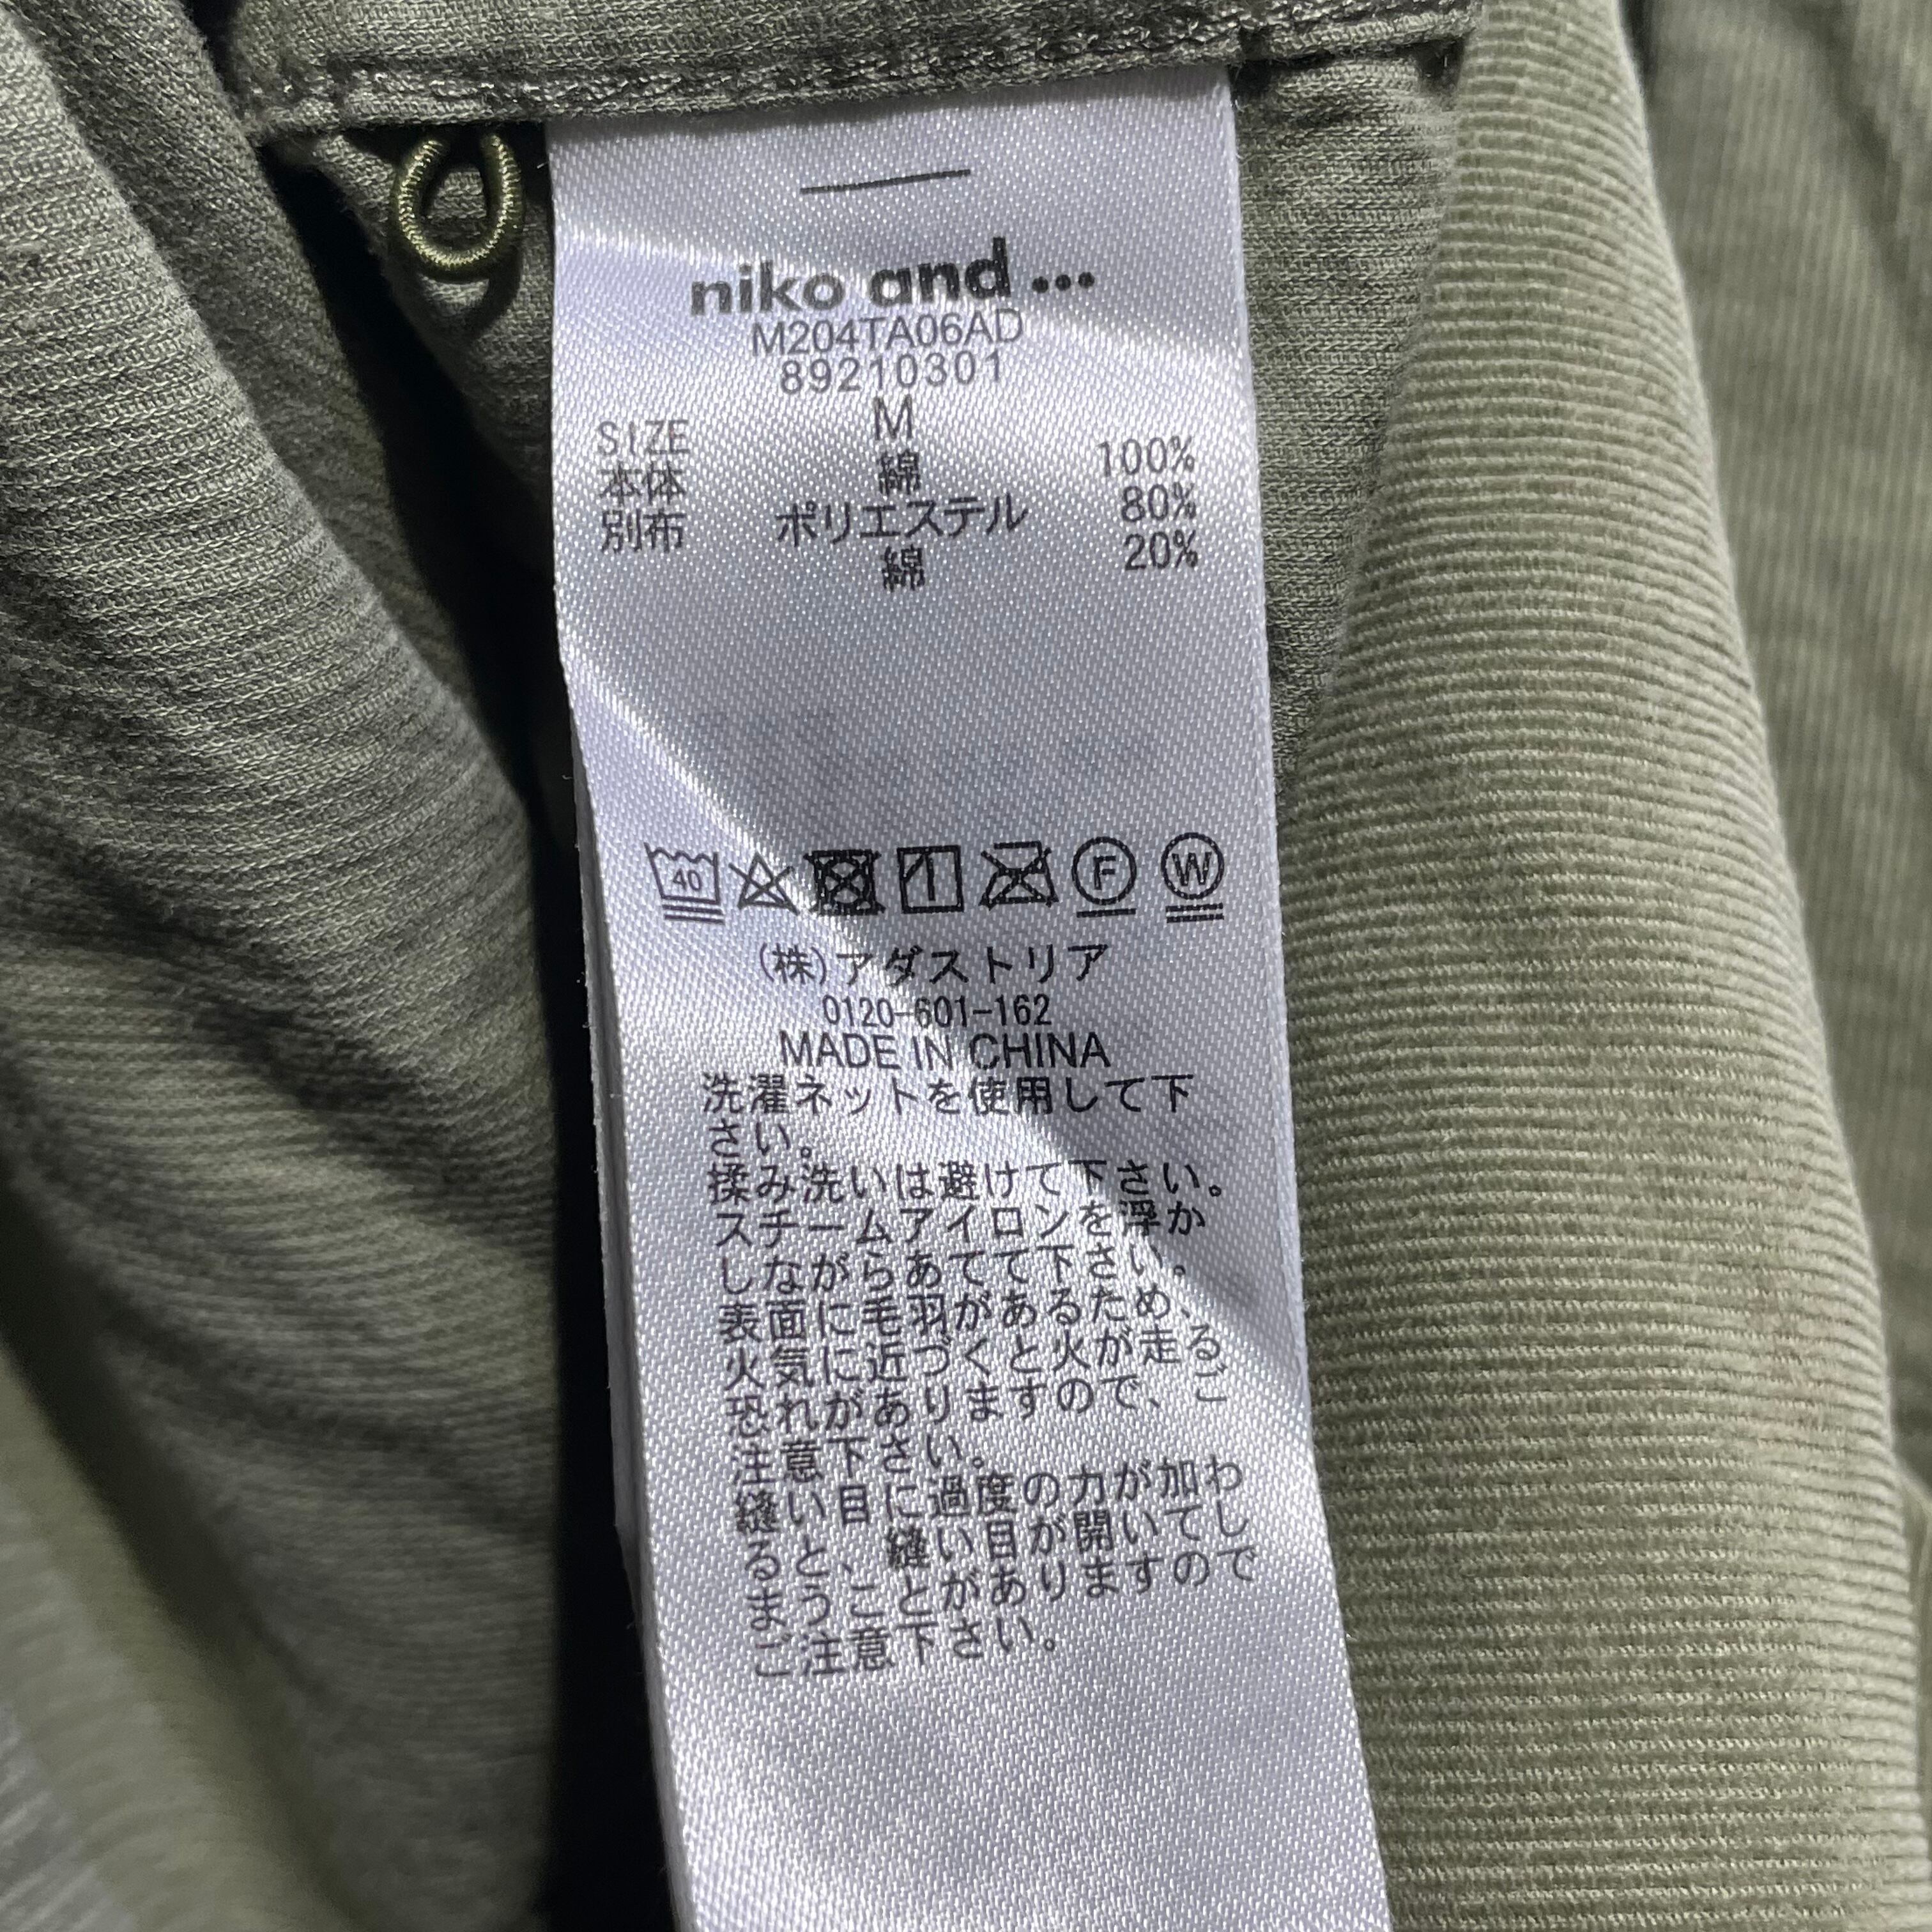 niko and ...
M204TA06AD
89210301
SIZE M
本体 綿 100%
別布 ポリエステル 80%
綿 20%
40 F W
(株)アダストリア
0120-601-162
MADE IN CHINA
洗濯ネットを使用して下
さい。
揉み洗いは避けて下さい。
スチームアイロンを浮か
しながらあてて下さい。
表面に毛羽があるため、
火気に近づくと火が走る
恐れがありますので、ご
注意下さい。
縫い目に過度の力が加わ
ると、縫い目が開いてし
まうことがありますので
ご注意下さい。